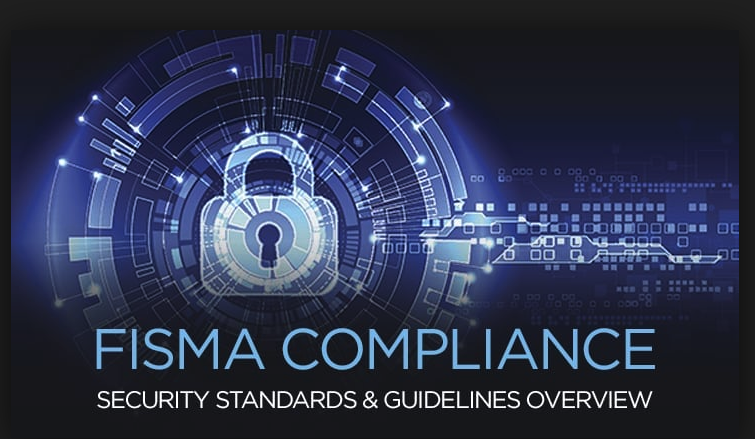 FISMA COMPLIANCE
SECURITY STANDARDS & GUIDELINES OVERVIEW